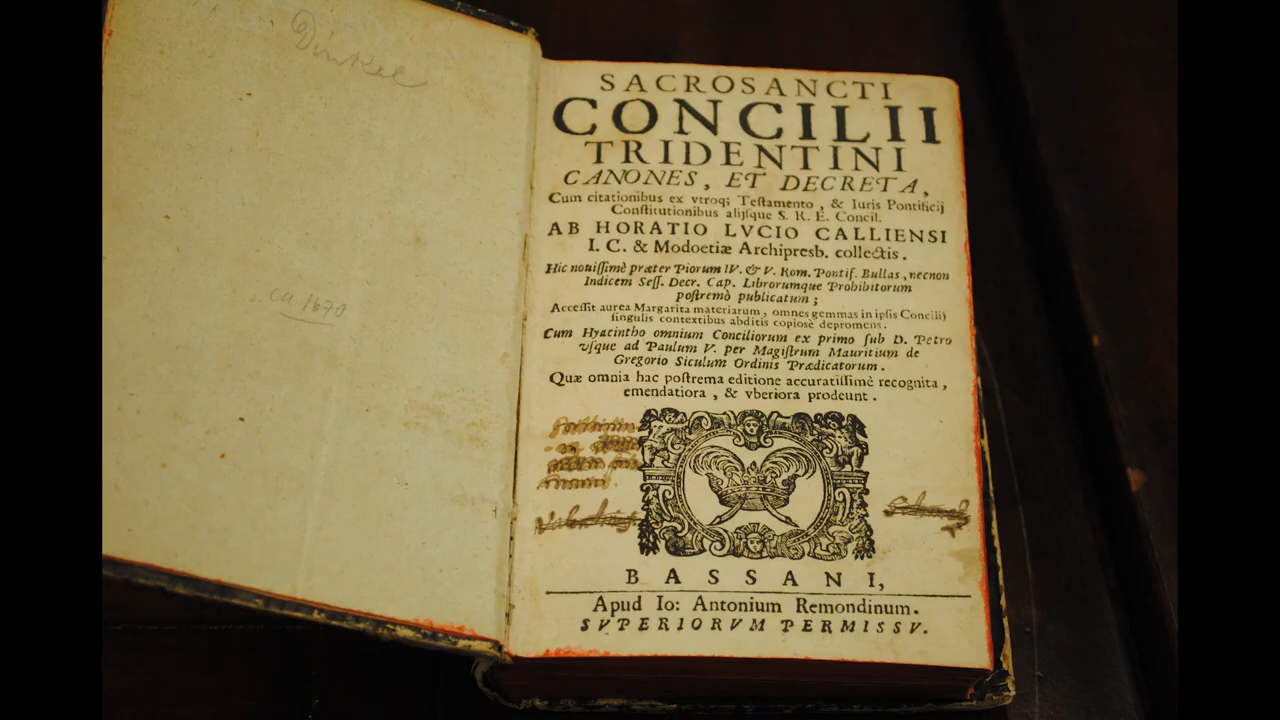 Dinkel
ca 1670
SACROSANCTI
CONCILII
TRIDENTINI
CANONES, ET DECRETA,
Cum citationibus ex vtroq; Teſtamento, & Iuris Pontificij
Conſtitutionibus alijſque S. R. E. Concil.
AB HORATIO LVCIO CALLIENSI
I. C. & Modoetiæ Archipresb. collectis.
Hic nouiſſimè præter Piorum IV. & V. Rom. Pontif. Bullas, necnon
Indicem Seſſ. Decr. Cap. Librorumque Prohibitorum
poſtremò publicatum;
Acceſſit aurea Margarita materiarum, omnes gemmas in ipſis Concilij
ſingulis contextibus abditis copiosè depromens.
Cum Hyacintho omnium Conciliorum ex primo ſub D. Petro
vſque ad Paulum V. per Magiſtrum Mauritium de
Gregorio Siculum Ordinis Prædicatorum.
Quæ omnia hac poſtrema editione accuratiſſimè recognita,
emendatiora, & vberiora prodeunt.
BASSANI,
Apud Io: Antonium Remondinum.
SVPERIORVM PERMISSV.